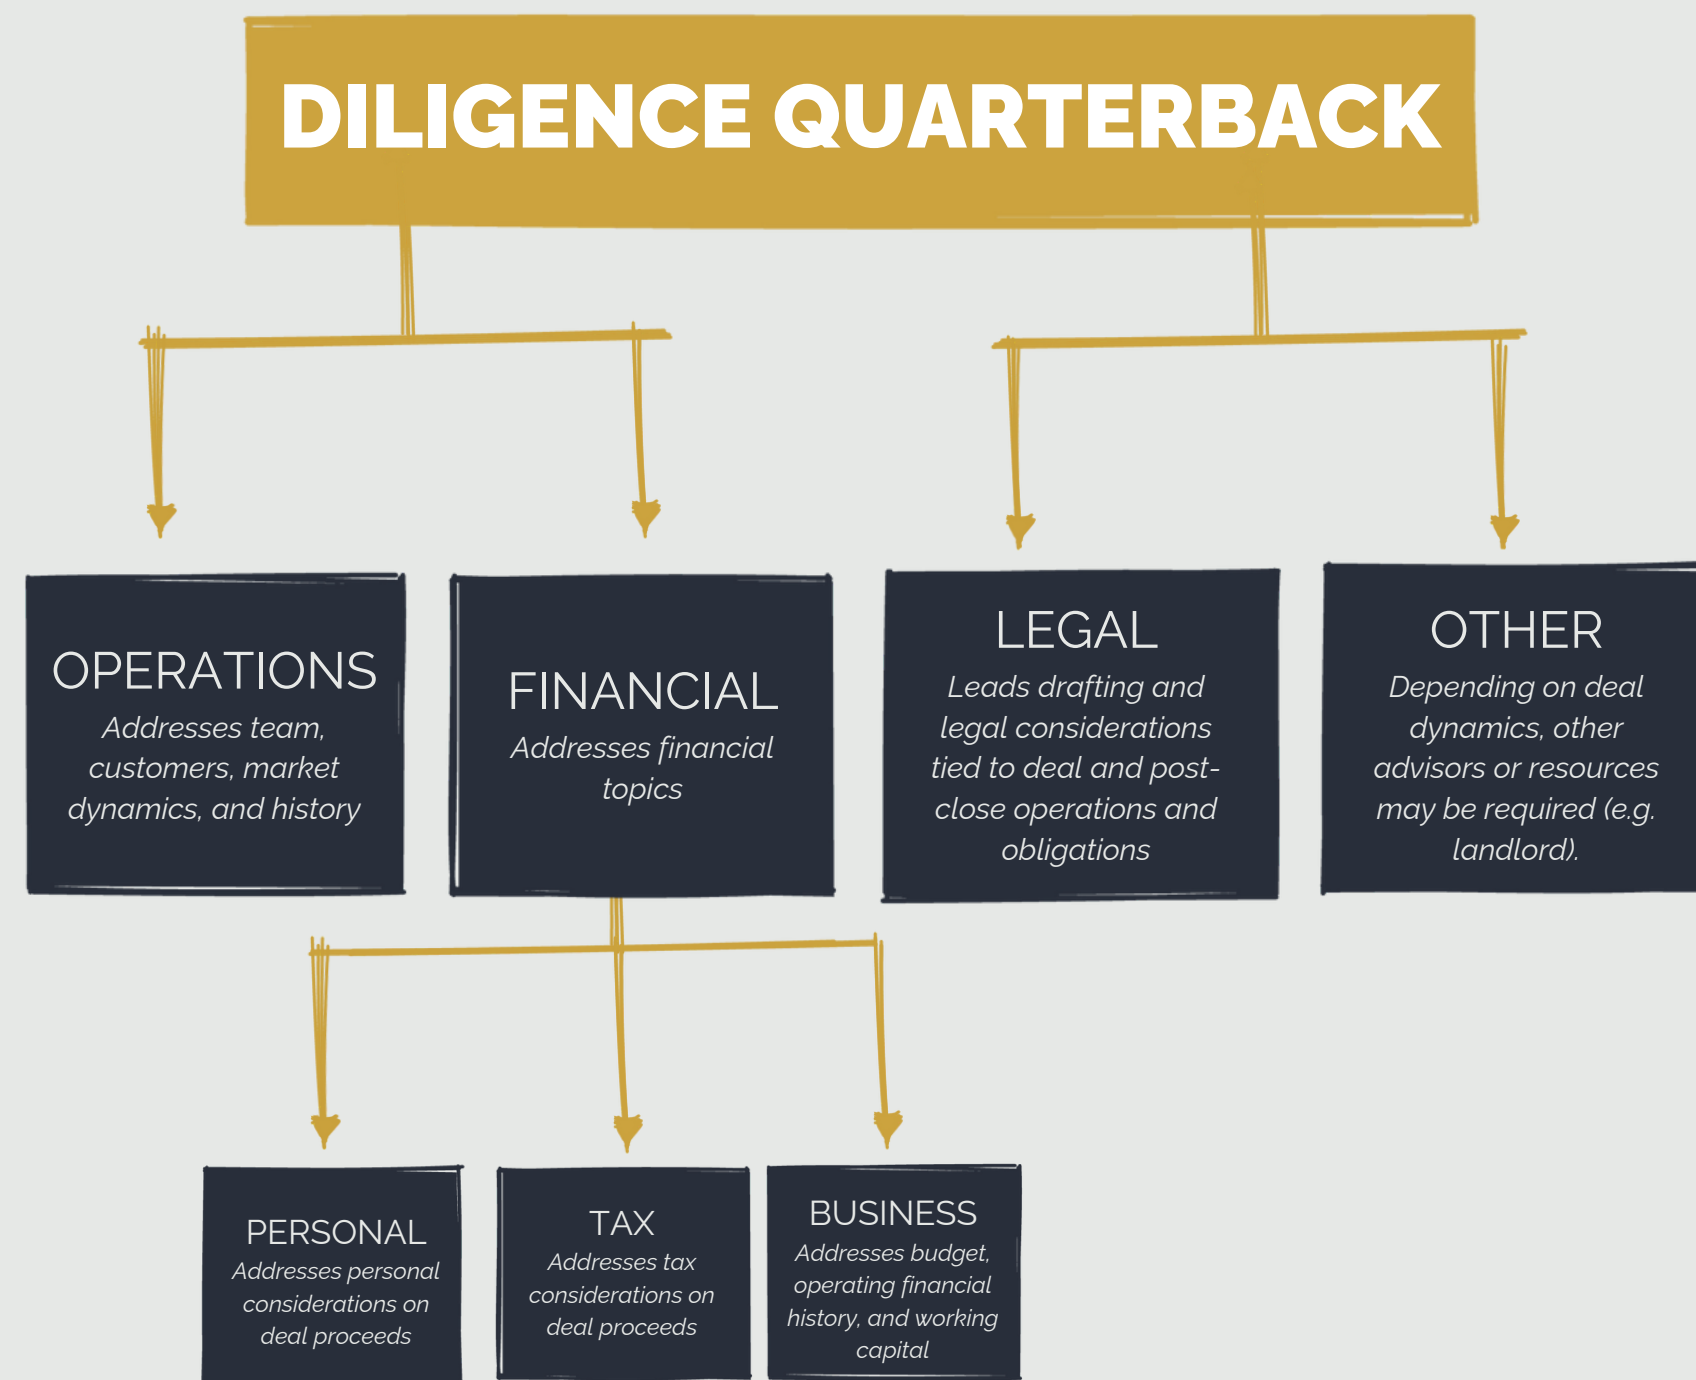 DILIGENCE QUARTERBACK
OPERATIONS
Addresses team,
customers, market
dynamics, and history
FINANCIAL
Addresses financial
topics
LEGAL
Leads drafting and
legal considerations
tied to deal and post-
close operations and
obligations
OTHER
Depending on deal
dynamics, other
advisors or resources
may be required (e.g.
landlord).
PERSONAL
Addresses personal
considerations on
deal proceeds
TAX
Addresses tax
considerations on
deal proceeds
BUSINESS
Addresses budget,
operating financial
history, and working
capital